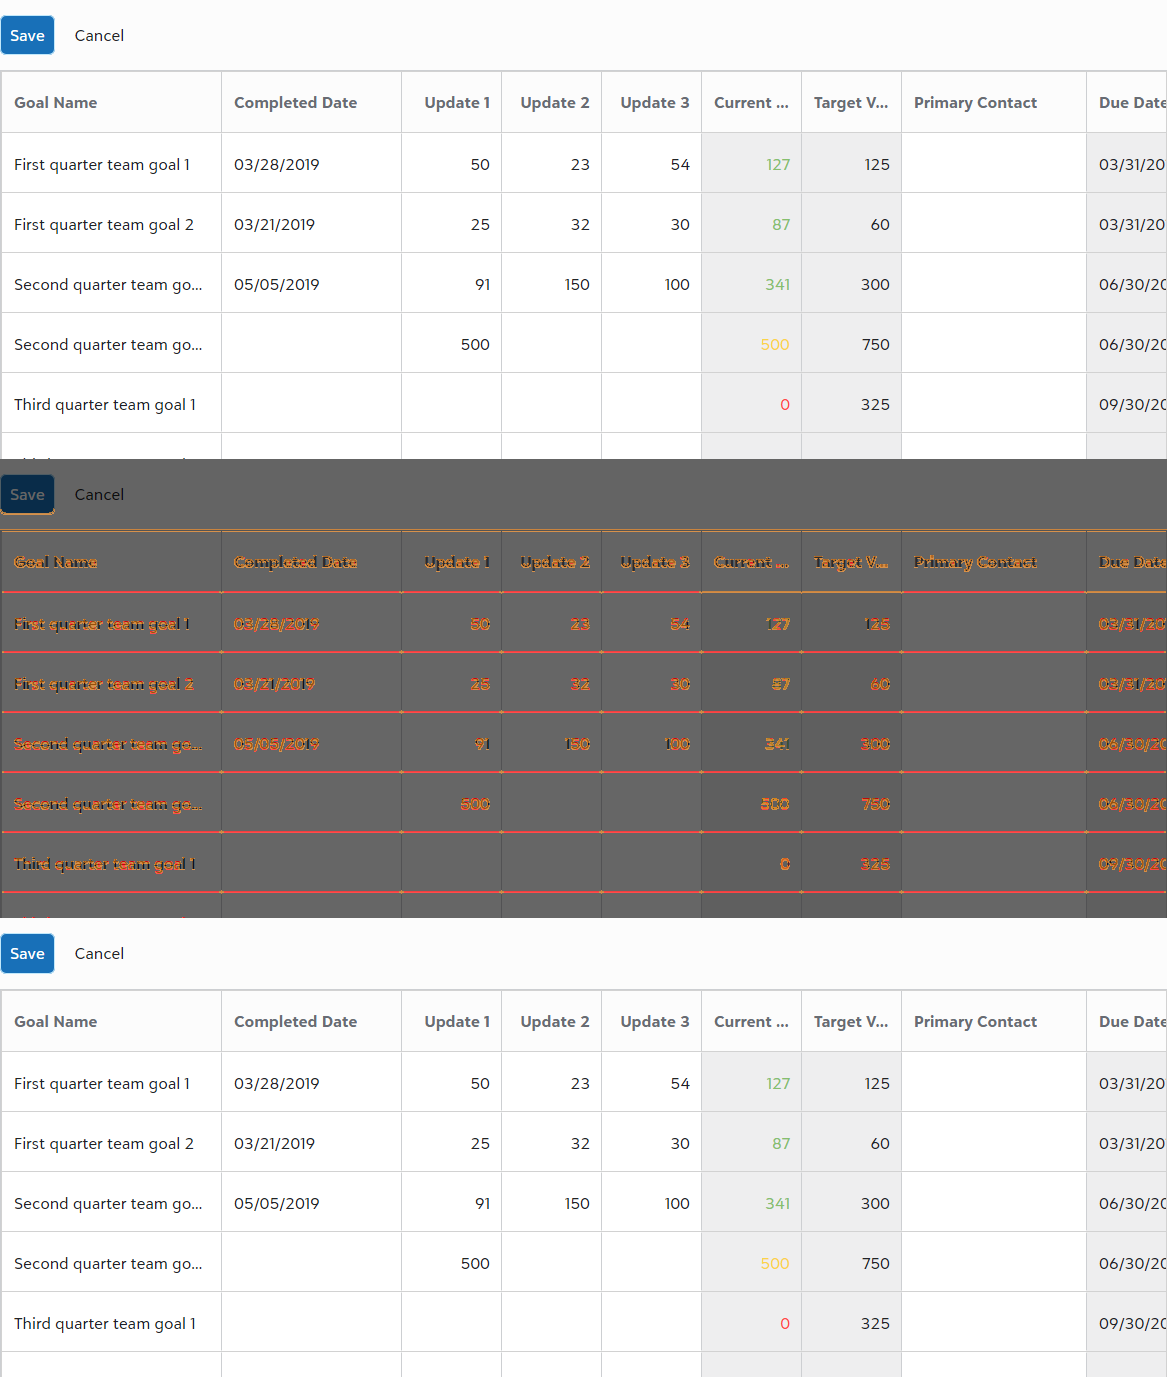 Save Cancel
Goal Name Completed Date Update 1 Update 2 Update 3 Current ... Target V... Primary Contact Due Date
First quarter team goal 1 03/28/2019 50 23 54 127 125 03/31/20
First quarter team goal 2 03/21/2019 25 32 30 87 60 03/31/20
Second quarter team go... 05/05/2019 91 150 100 341 300 06/30/20
Second quarter team go... 500 500 750 06/30/20
Third quarter team goal 1 0 325 09/30/20
Save Cancel
Goal Name Completed Date Update 1 Update 2 Update 3 Current ... Target V... Primary Contact Due Date
First quarter team goal 1 03/28/2019 50 23 54 127 125 03/31/20
First quarter team goal 2 03/21/2019 25 32 30 87 60 03/31/20
Second quarter team go... 05/05/2019 91 150 100 341 300 06/30/20
Second quarter team go... 500 500 750 06/30/20
Third quarter team goal 1 0 325 09/30/20
Save Cancel
Goal Name Completed Date Update 1 Update 2 Update 3 Current ... Target V... Primary Contact Due Date
First quarter team goal 1 03/28/2019 50 23 54 127 125 03/31/20
First quarter team goal 2 03/21/2019 25 32 30 87 60 03/31/20
Second quarter team go... 05/05/2019 91 150 100 341 300 06/30/20
Second quarter team go... 500 500 750 06/30/20
Third quarter team goal 1 0 325 09/30/20